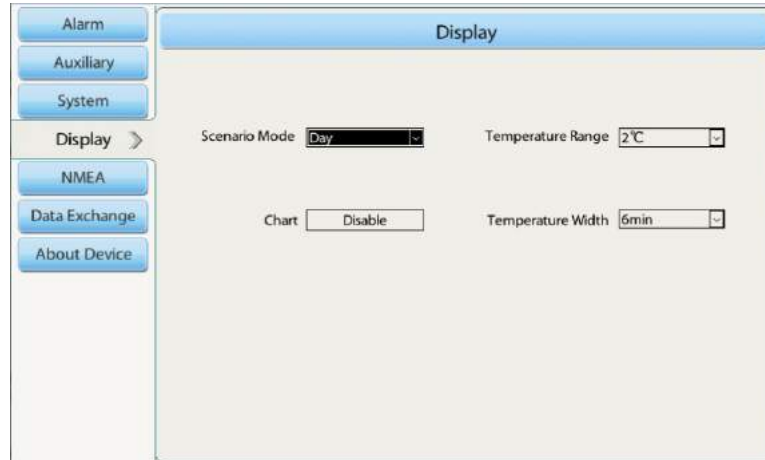 Alarm
Auxiliary
System
Display
NMEA
Data Exchange
About Device
Display
Scenario Mode Day Temperature Range 2℃
Chart Disable Temperature Width 6min